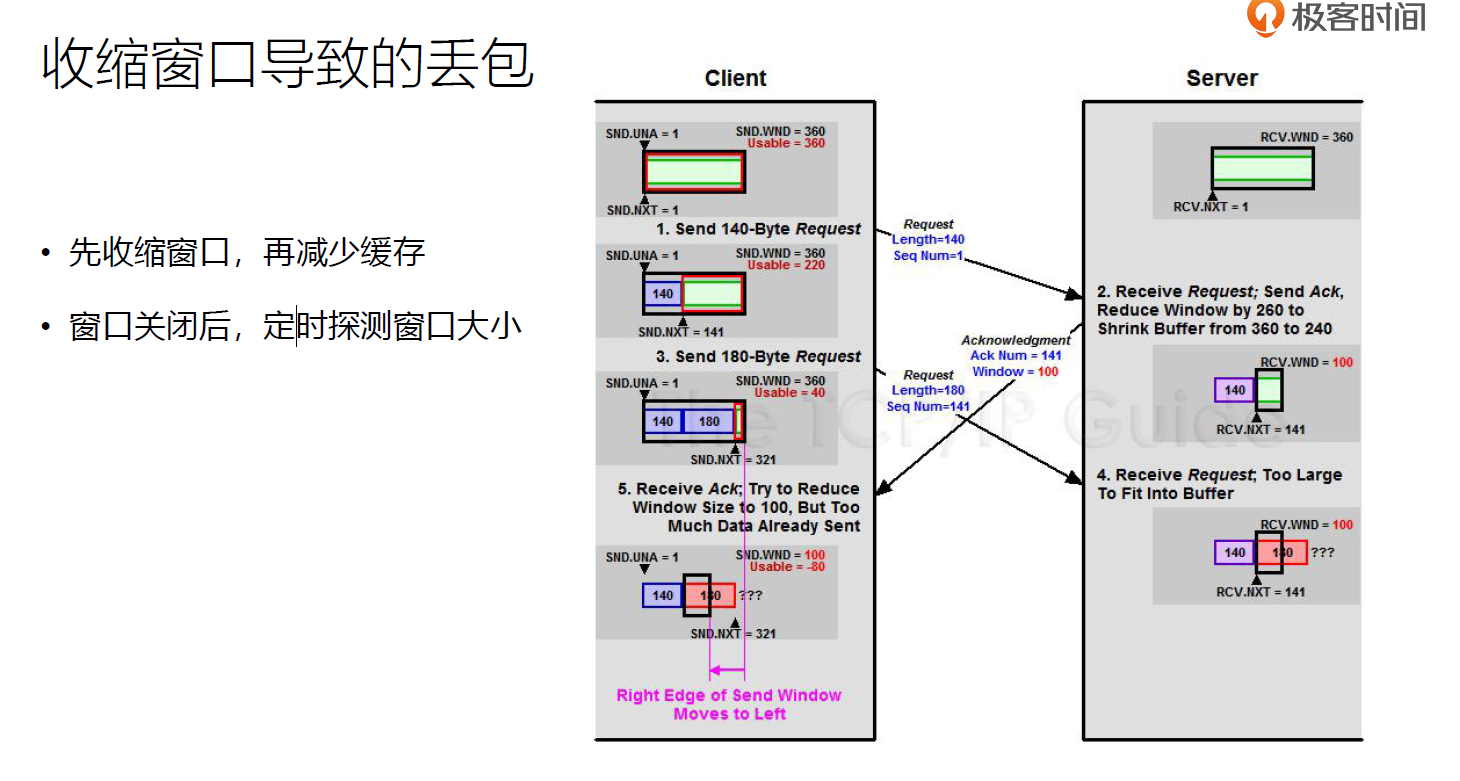 极客时间
收缩窗口导致的丢包
• 先收缩窗口，再减少缓存
• 窗口关闭后，定时探测窗口大小
Client
SND.UNA = 1
SND.WND = 360
Usable = 360
SND.NXT = 1
1. Send 140-Byte Request
SND.UNA = 1
SND.WND = 360
Usable = 220
140
SND.NXT = 141
3. Send 180-Byte Request
SND.UNA = 1
SND.WND = 360
Usable = 40
140
180
SND.NXT = 321
5. Receive Ack; Try to Reduce
Window Size to 100, But Too
Much Data Already Sent
SND.UNA = 1
SND.WND = 100
Usable = -80
140
180
???
SND.NXT = 321
Right Edge of Send Window
Moves to Left
Request
Length=140
Seq Num=1
Acknowledgment
Ack Num = 141
Window = 100
Request
Length=180
Seq Num=141
The TCP/IP Guide
Server
RCV.WND = 360
RCV.NXT = 1
2. Receive Request; Send Ack,
Reduce Window by 260 to
Shrink Buffer from 360 to 240
RCV.WND = 100
140
RCV.NXT = 141
4. Receive Request; Too Large
To Fit Into Buffer
RCV.WND = 100
140
180
???
RCV.NXT = 141